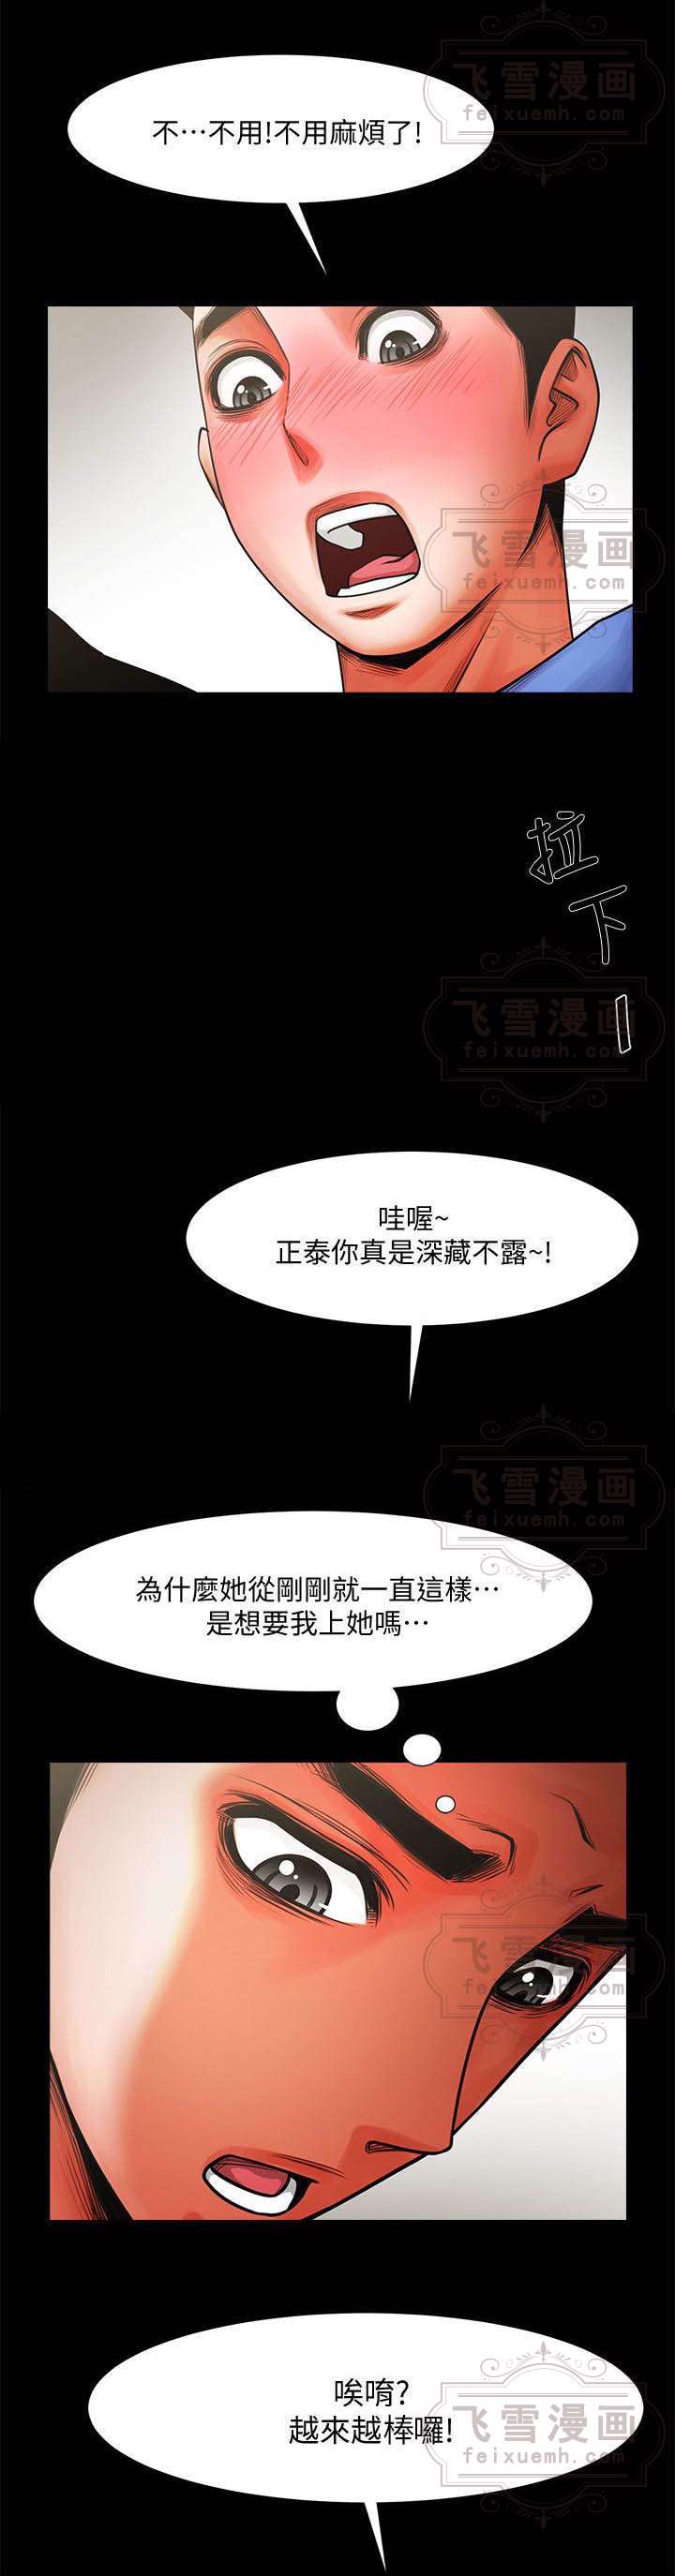 飞雪漫画
feixuemh.com
不⋯不用!不用麻煩了!
飞雪漫画
feixuemh.com
拉下—
飞雪漫画
feixuemh.com
哇喔~
正泰你真是深藏不露~!
飞雪漫画
feixuemh.com
為什麼她從剛剛就一直這樣⋯
是想要我上她嗎⋯
飞雪漫画
feixuemh.com
唉唷?
越來越棒囉!
飞雪漫画
feixuemh.com